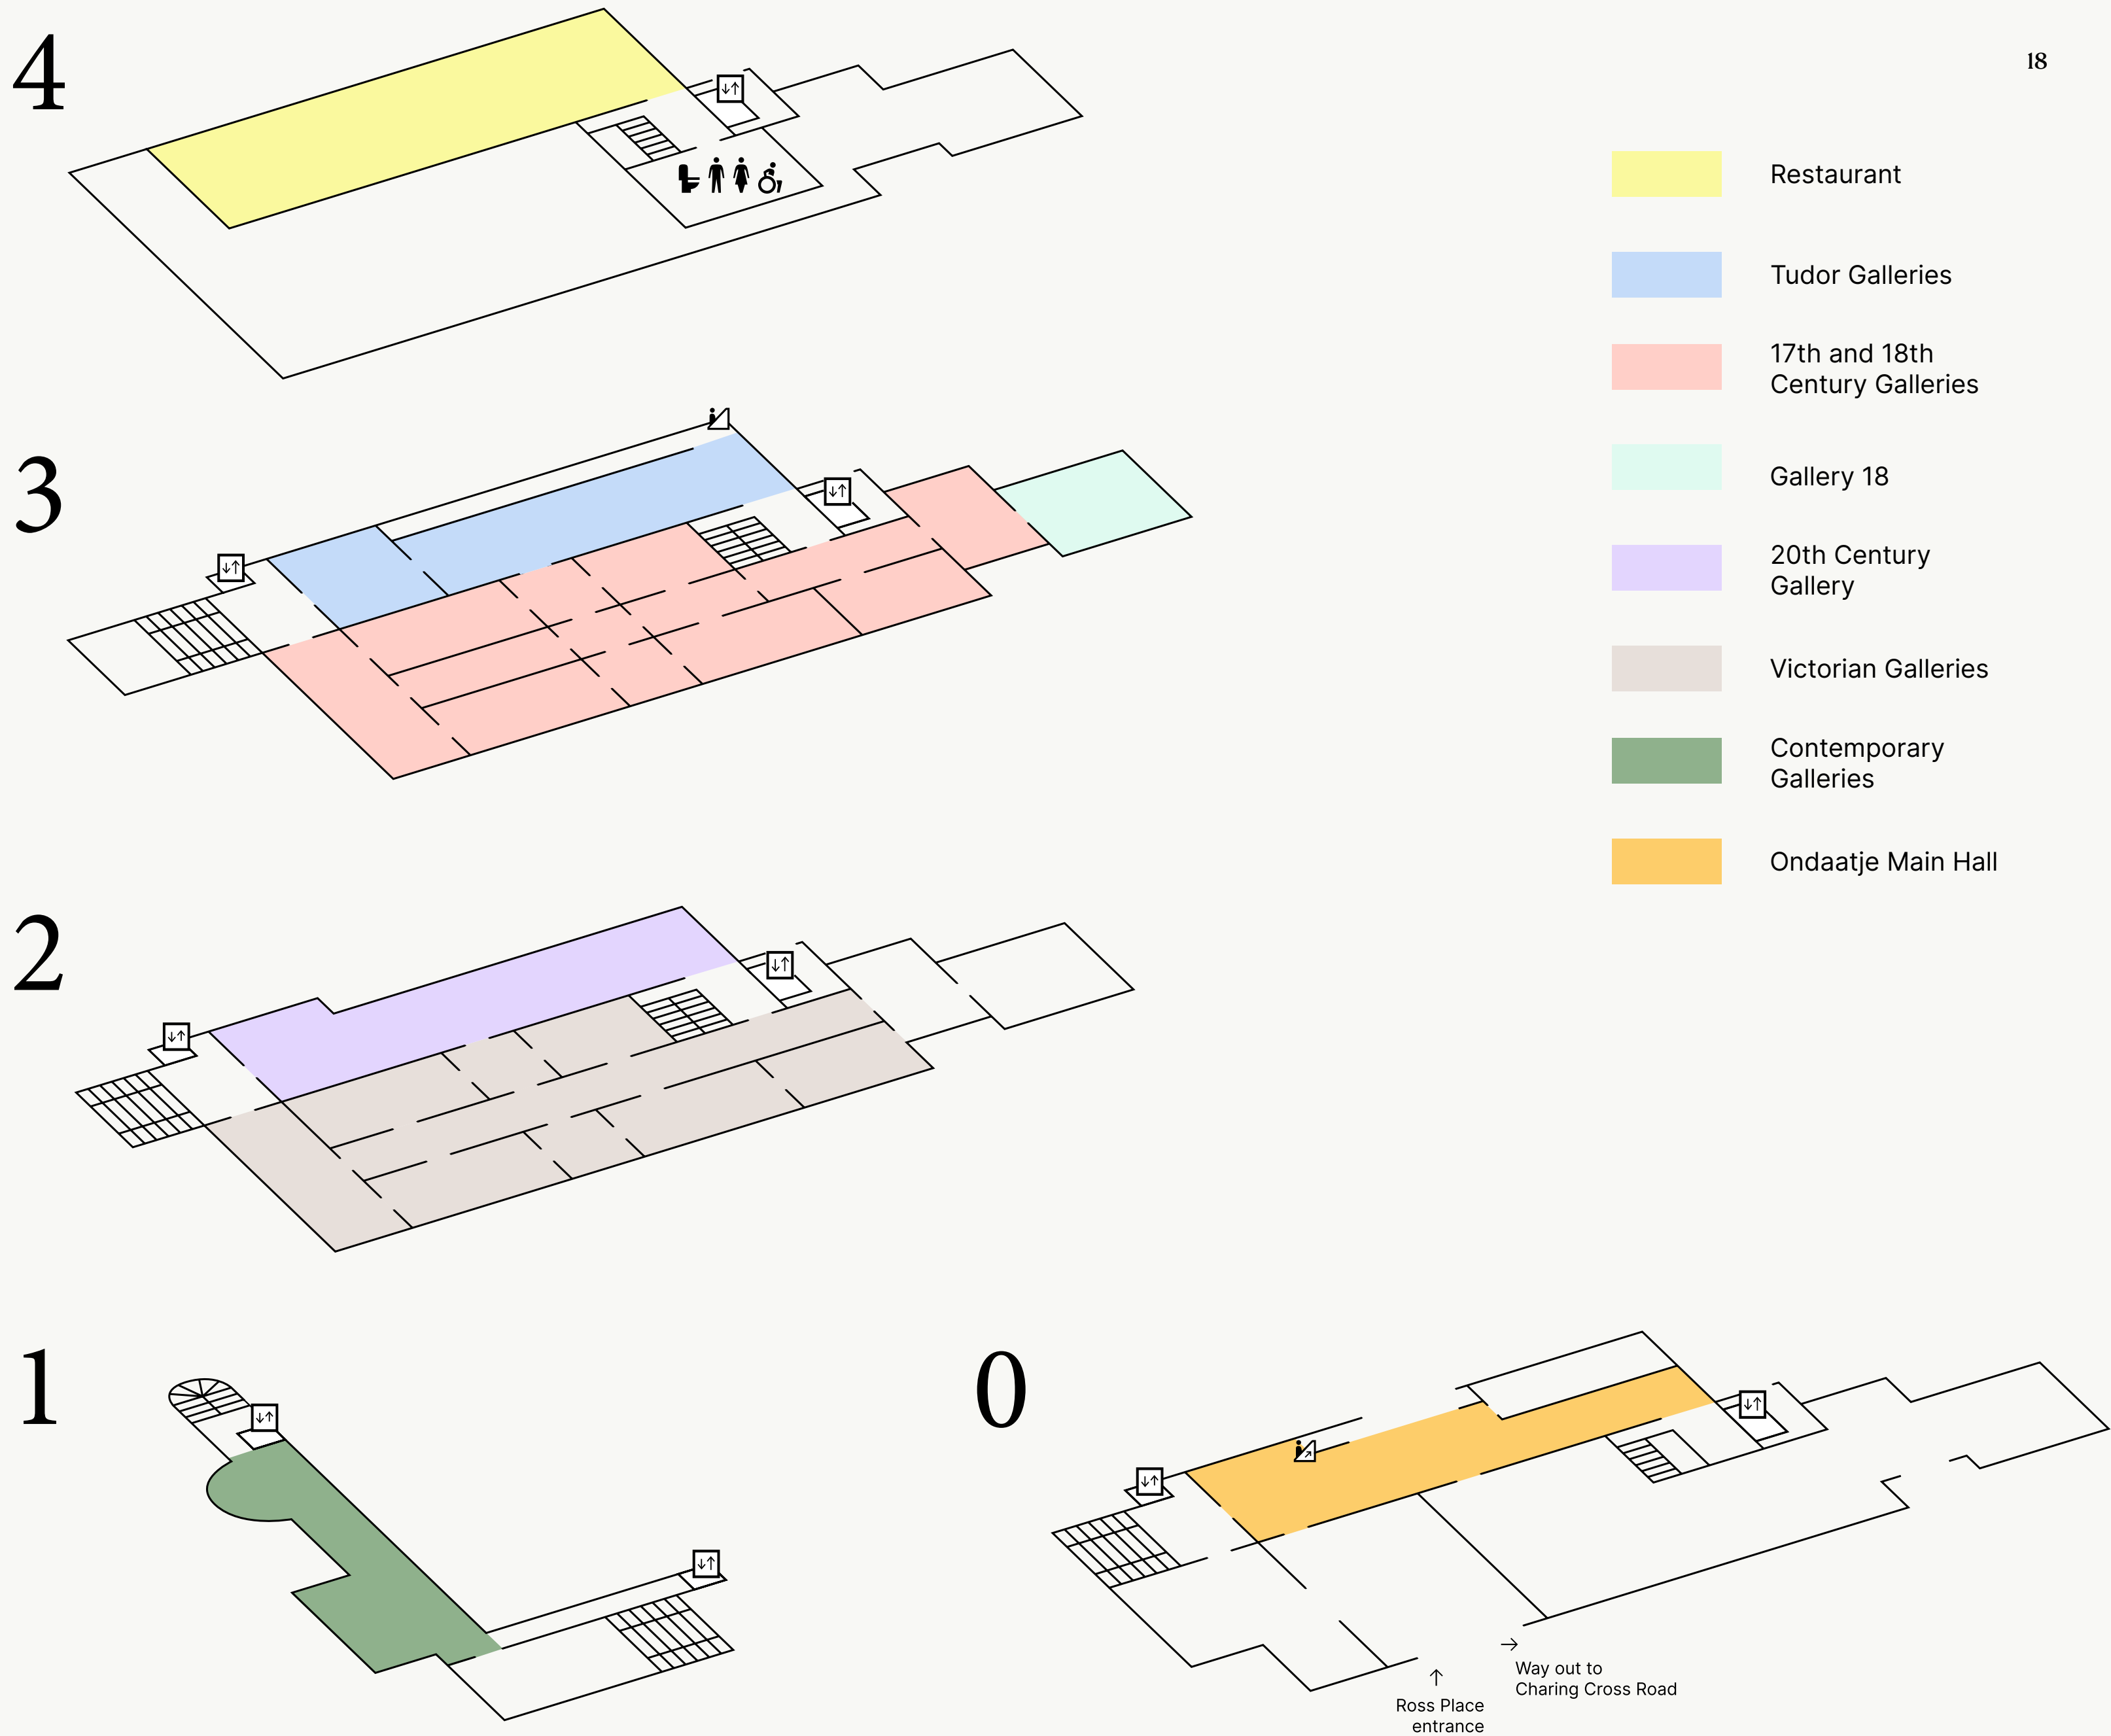 4
18
Restaurant
Tudor Galleries
17th and 18th
Century Galleries
3
Gallery 18
20th Century
Gallery
Victorian Galleries
Contemporary
Galleries
Ondaatje Main Hall
2
1
0
Way out to
Charing Cross Road
Ross Place
entrance